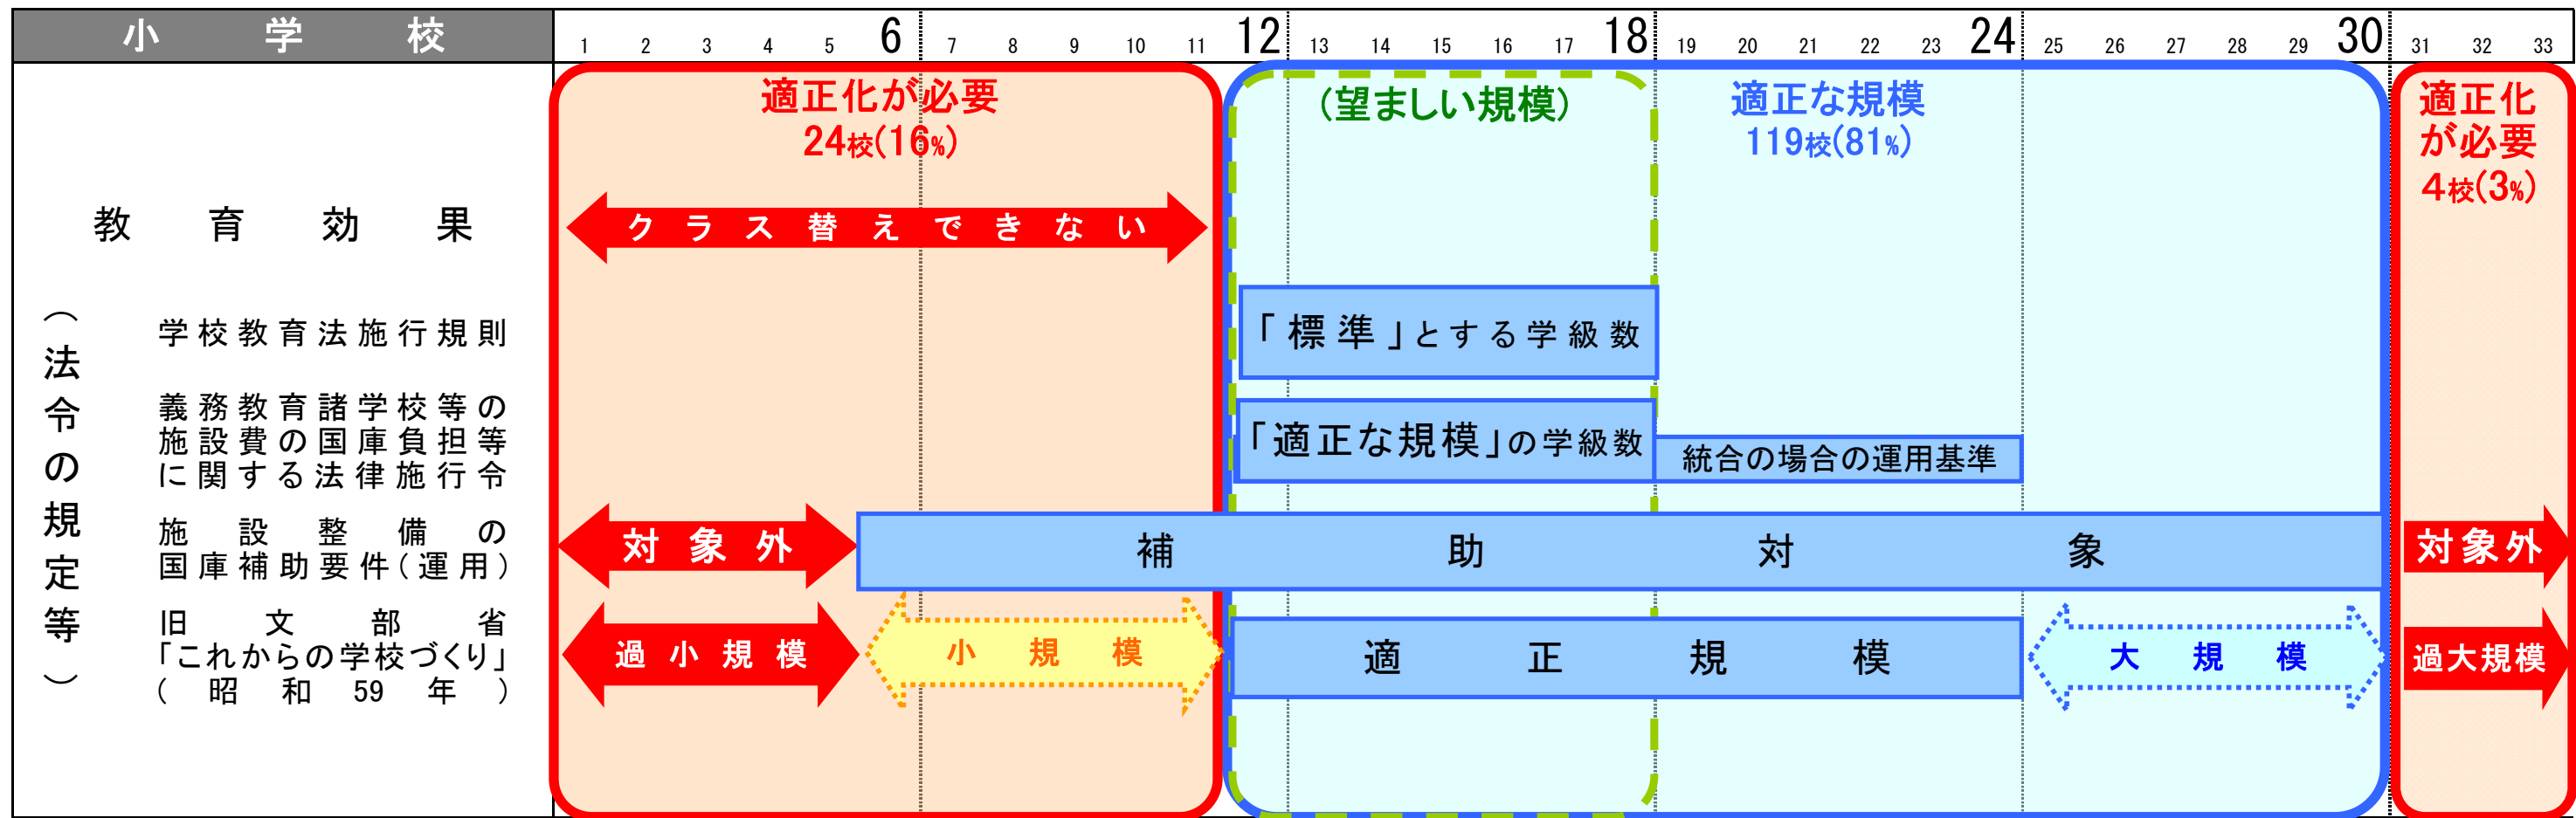 小学校 1 2 3 4 5 6 7 8 9 10 11 12 13 14 15 16 17 18 19 20 21 22 23 24 25 26 27 28 29 30 31 32 33
適正化が必要
24校(16%)
(望ましい規模)
適正な規模
119校(81%)
適正化
が必要
4校(3%)
教育効果
クラス替えできない
(法令の規定等)
学校教育法施行規則
「標準」とする学級数
義務教育諸学校等の
施設費の国庫負担等
に関する法律施行令
「適正な規模」の学級数
統合の場合の運用基準
施設整備の
国庫補助要件(運用)
対象外
補助対象
対象外
旧文部省
「これからの学校づくり」
(昭和59年)
過小規模
小規模
適正規模
大規模
過大規模